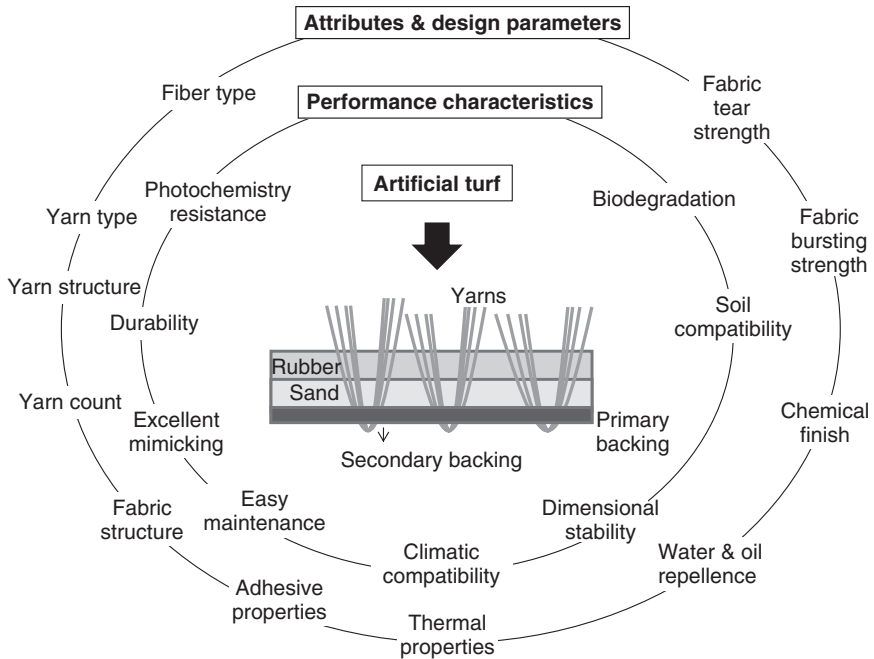 Attributes & design parameters
Fiber type
Fabric
tear
strength
Performance characteristics
Photochemistry
resistance
Artificial turf
Biodegradation
Yarn type
Fabric
bursting
strength
Yarn structure
Yarns
Durability
Soil
compatibility
Rubber
Sand
Yarn count
Excellent
mimicking
Primary
backing
Chemical
finish
Secondary backing
Fabric
structure
Easy
maintenance
Dimensional
stability
Climatic
compatibility
Water & oil
repellence
Adhesive
properties
Thermal
properties